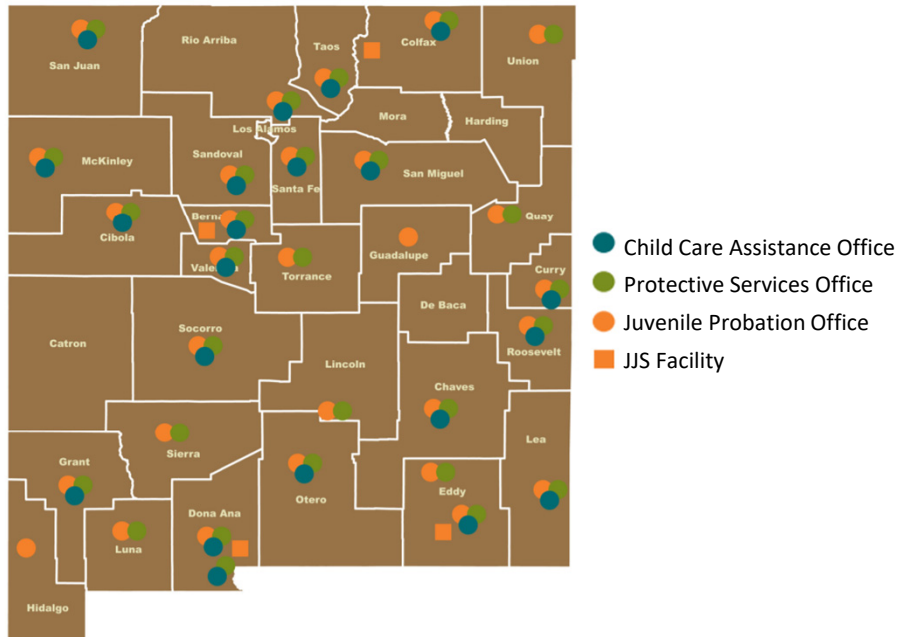 Rio Arriba
Taos
Colfax
San Juan
Union
Mora
Harding
Los Alamos
McKinley
Sandoval
Santa Fe
San Miguel
Quay
Cibola
Guadalupe
Torrance
Curry
De Baca
Catron
Socorro
Roosevelt
Lincoln
Chaves
Lea
Sierra
Grant
Eddy
Otero
Dona Ana
Luna
Hidalgo
Child Care Assistance Office
Protective Services Office
Juvenile Probation Office
JJS Facility